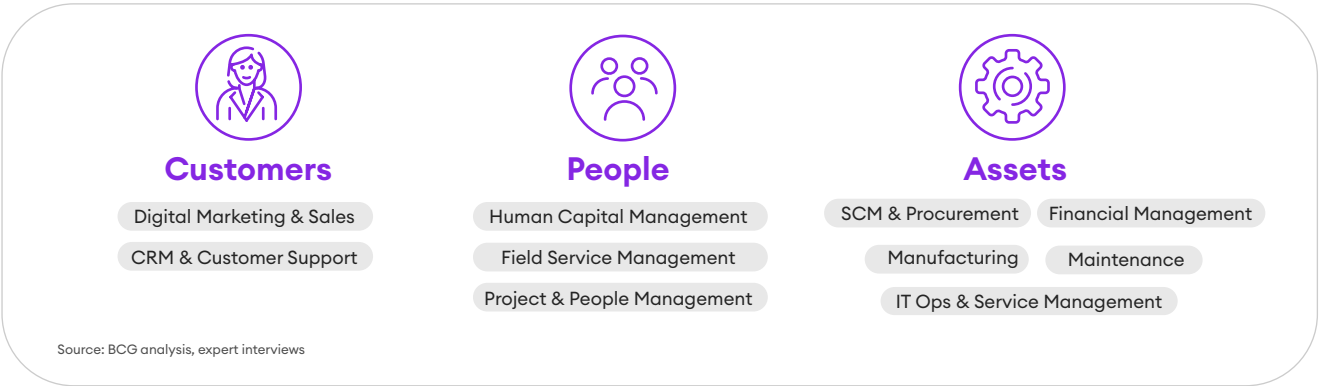 Customers
Digital Marketing & Sales
CRM & Customer Support
People
Human Capital Management
Field Service Management
Project & People Management
Assets
SCM & Procurement
Financial Management
Manufacturing
Maintenance
IT Ops & Service Management
Source: BCG analysis, expert interviews